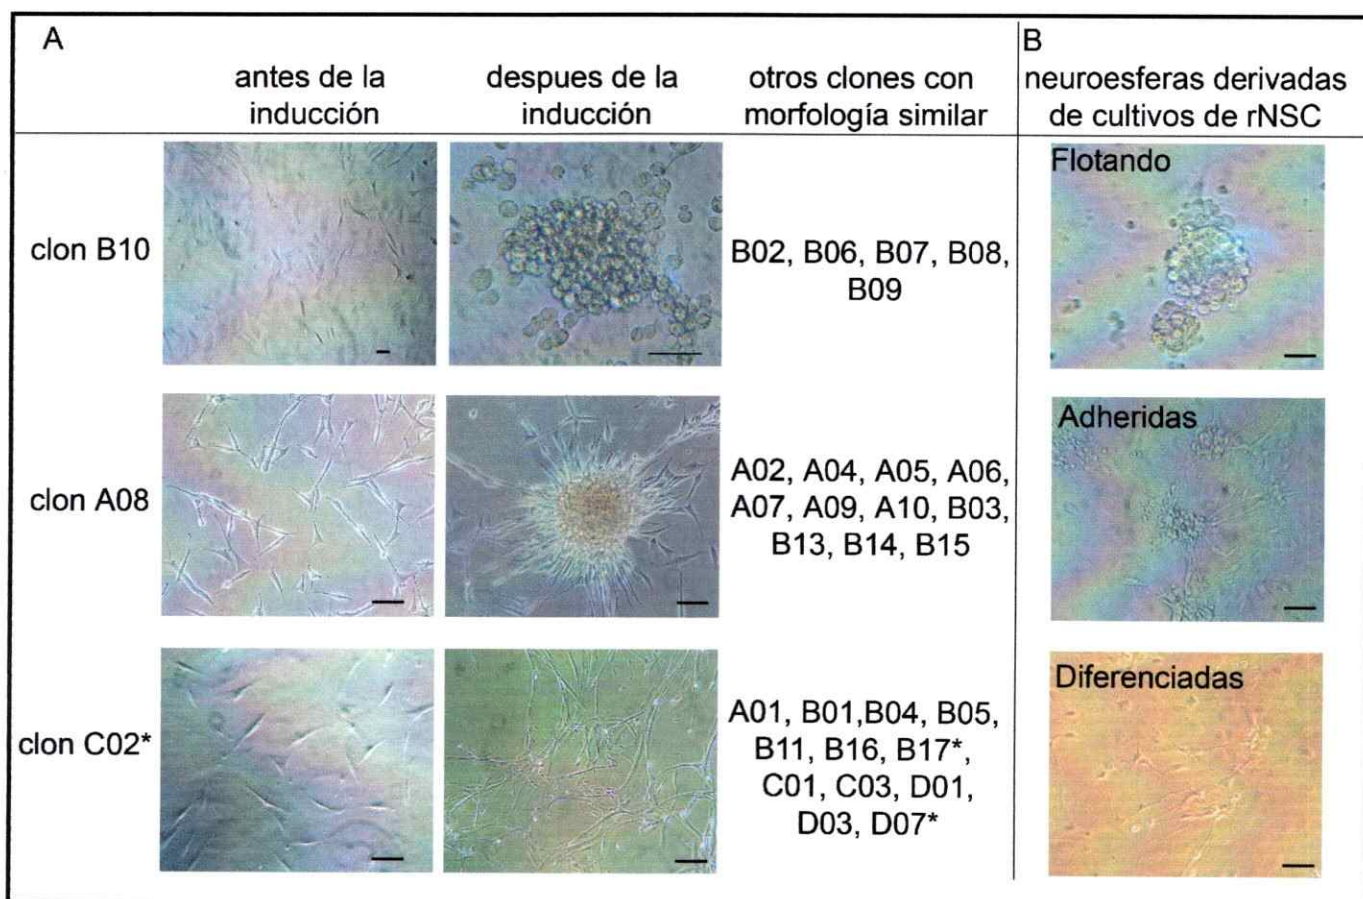 A
antes de la
inducción
despues de la
inducción
otros clones con
morfología similar
B
neuroesferas derivadas
de cultivos de rNSC
clon B10
B02, B06, B07, B08,
B09
Flotando
clon A08
A02, A04, A05, A06,
A07, A09, A10, B03,
B13, B14, B15
Adheridas
clon C02*
A01, B01,B04, B05,
B11, B16, B17*,
C01, C03, D01,
D03, D07*
Diferenciadas